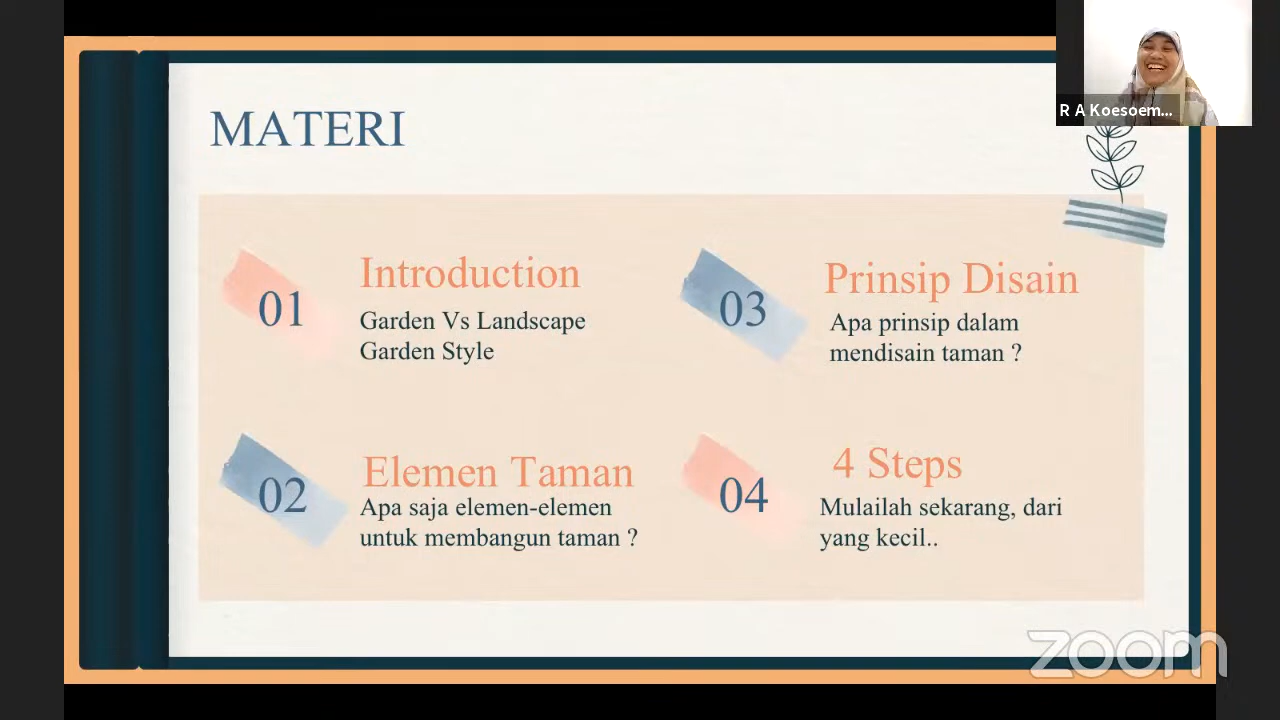 MATERI
R A Koesoem...
01
Introduction
Garden Vs Landscape
Garden Style
02
Elemen Taman
Apa saja elemen-elemen
untuk membangun taman ?
03
Prinsip Disain
Apa prinsip dalam
mendisain taman ?
04
4 Steps
Mulailah sekarang, dari
yang kecil..
zoom